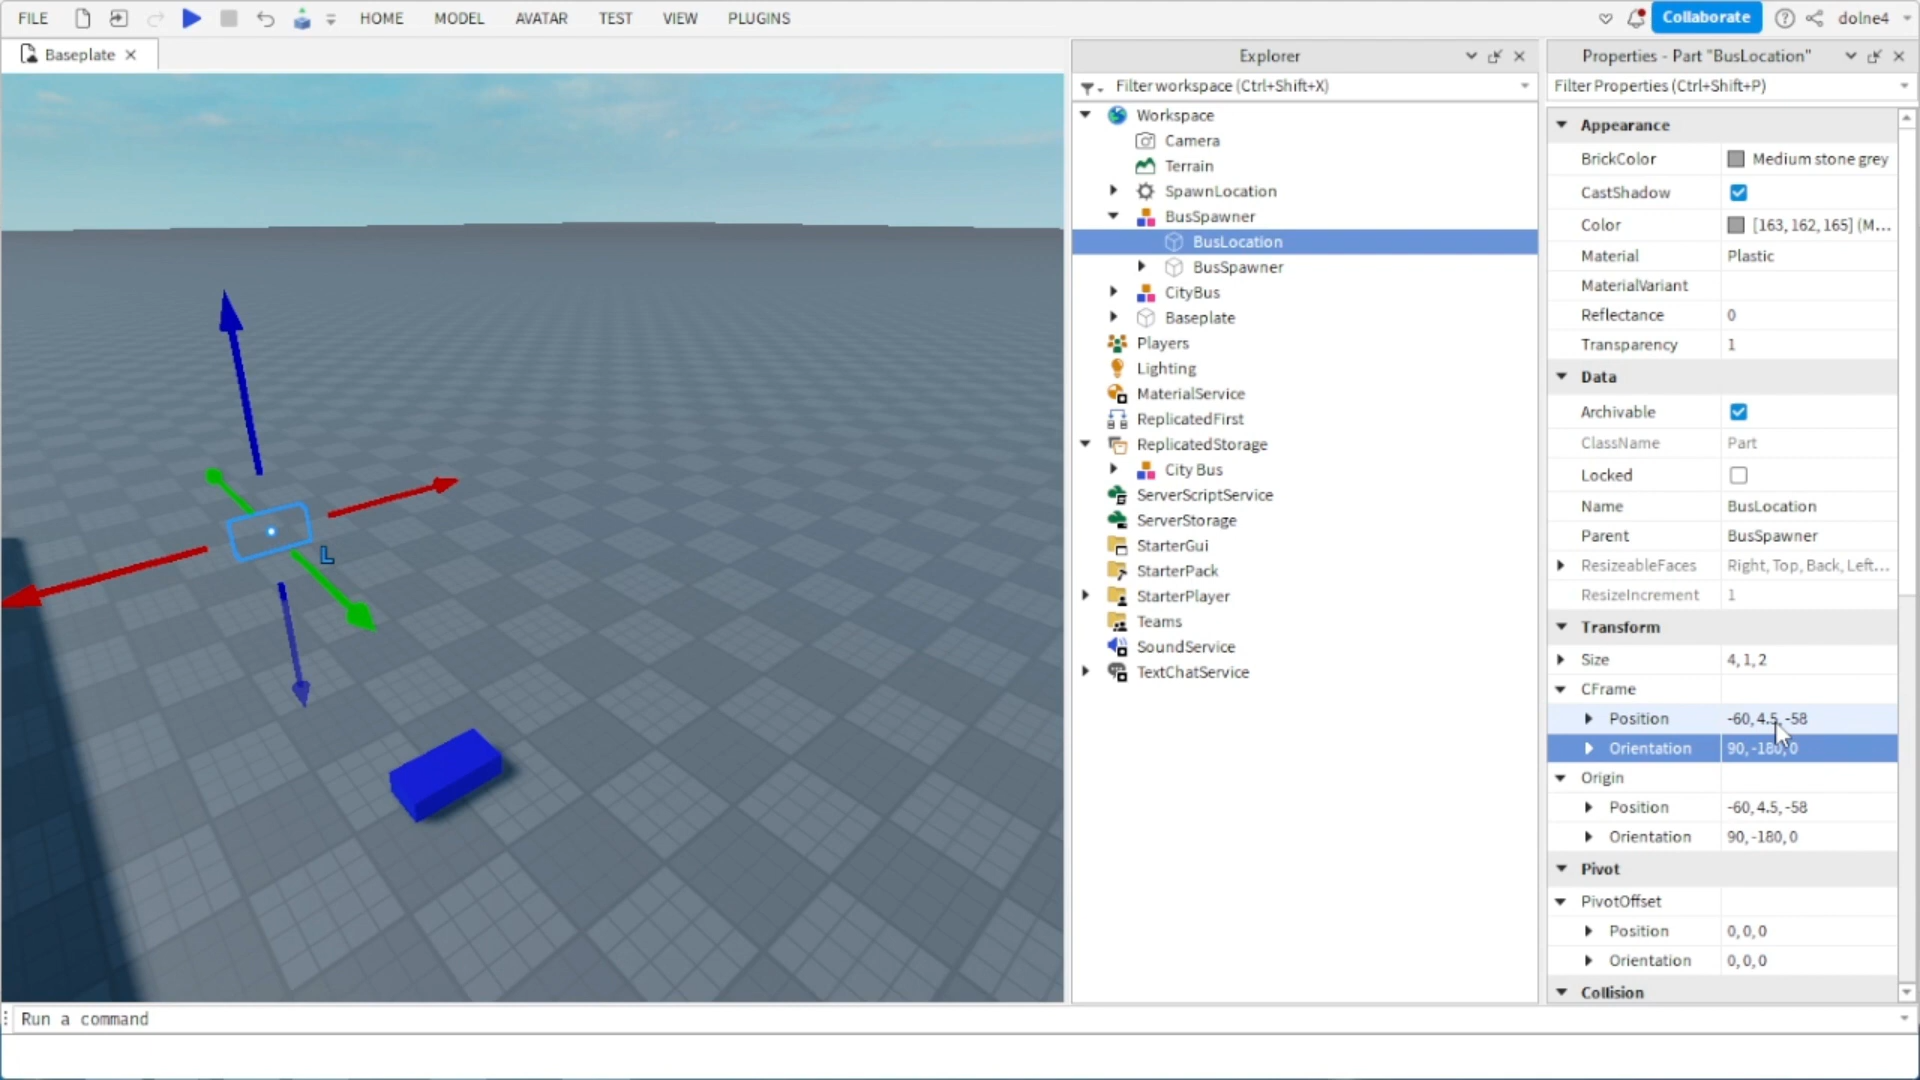 FILE HOME MODEL AVATAR TEST VIEW PLUGINS Collaborate dolne4
Baseplate
Explorer
Filter workspace (Ctrl+Shift+X)
Workspace
Camera
Terrain
SpawnLocation
BusSpawner
BusLocation
BusSpawner
CityBus
Baseplate
Players
Lighting
MaterialService
ReplicatedFirst
ReplicatedStorage
City Bus
ServerScriptService
ServerStorage
StarterGui
StarterPack
StarterPlayer
Teams
SoundService
TextChatService
Properties - Part "BusLocation"
Filter Properties (Ctrl+Shift+P)
Appearance
BrickColor Medium stone grey
CastShadow
Color [163, 162, 165] (M...
Material Plastic
MaterialVariant
Reflectance 0
Transparency 1
Data
Archivable
ClassName Part
Locked
Name BusLocation
Parent BusSpawner
ResizeableFaces Right, Top, Back, Left...
ResizeIncrement 1
Transform
Size 4, 1, 2
CFrame
Position -60, 4.5, -58
Orientation 90, -180, 0
Origin
Position -60, 4.5, -58
Orientation 90, -180, 0
Pivot
PivotOffset
Position 0, 0, 0
Orientation 0, 0, 0
Collision
L
Run a command